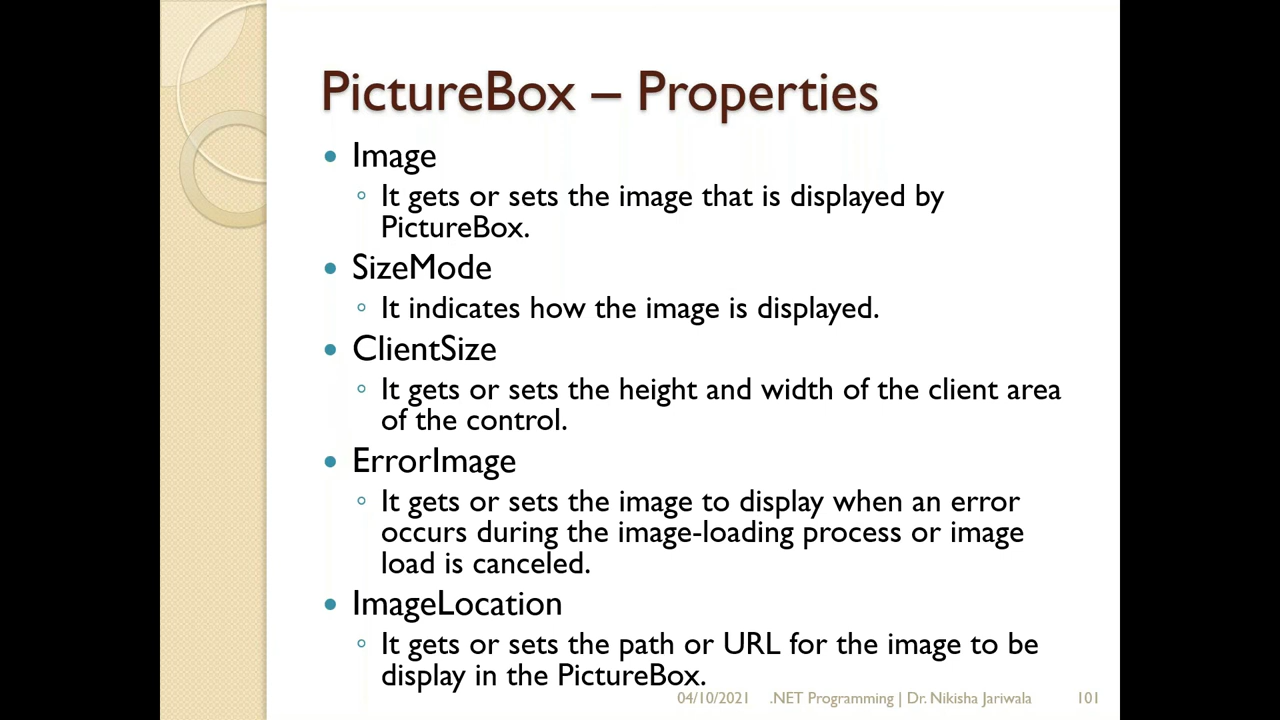 PictureBox – Properties
• Image
◦ It gets or sets the image that is displayed by
PictureBox.
• SizeMode
◦ It indicates how the image is displayed.
• ClientSize
◦ It gets or sets the height and width of the client area
of the control.
• ErrorImage
◦ It gets or sets the image to display when an error
occurs during the image-loading process or image
load is canceled.
• ImageLocation
◦ It gets or sets the path or URL for the image to be
display in the PictureBox.
04/10/2021 .NET Programming | Dr. Nikisha Jariwala 101